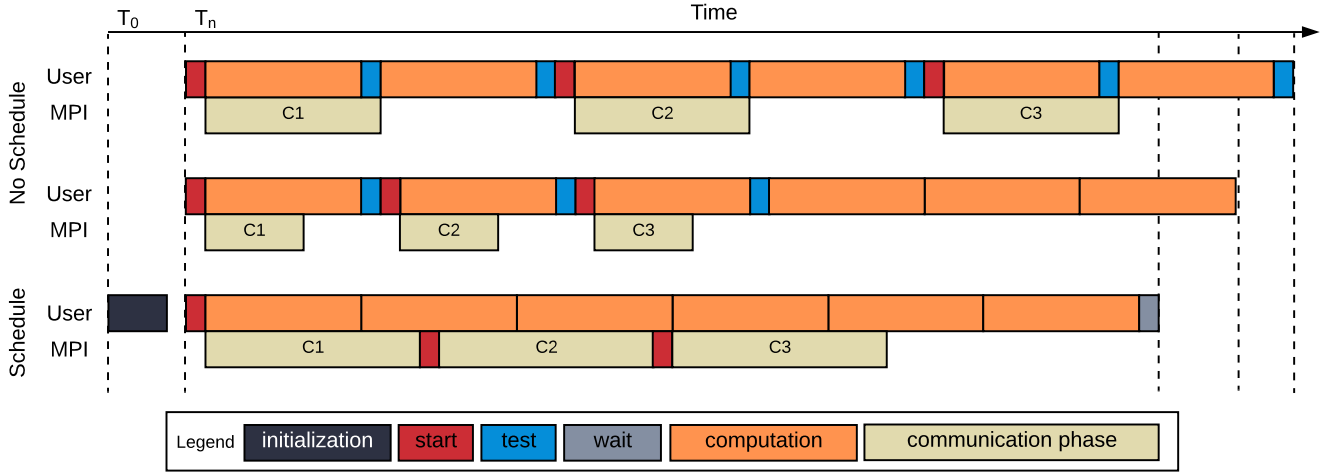 Time
T₀ Tₙ
No Schedule
User
MPI
C1 C2 C3
User
MPI
C1 C2 C3
Schedule
User
MPI
C1 C2 C3
Legend initialization start test wait computation communication phase